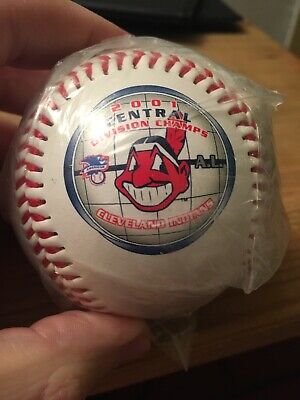 2001
CENTRAL
DIVISION CHAMPS
A.L.
CLEVELAND INDIANS